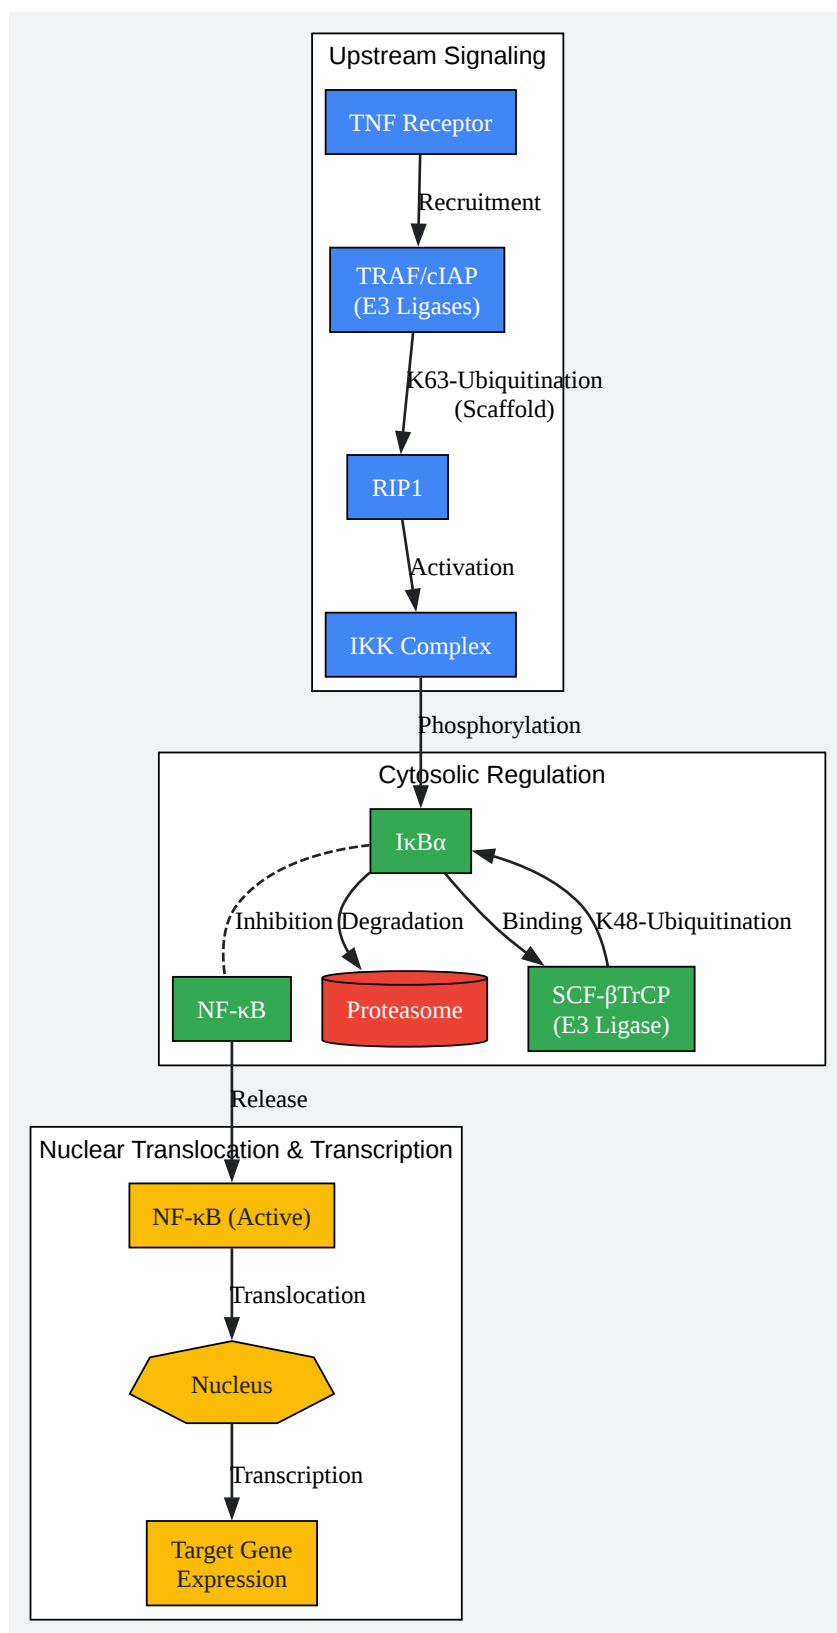 Upstream Signaling
TNF Receptor
Recruitment
TRAF/cIAP
(E3 Ligases)
K63-Ubiquitination
(Scaffold)
RIP1
Activation
IKK Complex
Phosphorylation
Cytosolic Regulation
IκBα
Inhibition
Degradation
Binding
K48-Ubiquitination
NF-κB
Proteasome
SCF-βTrCP
(E3 Ligase)
Release
Nuclear Translocation & Transcription
NF-κB (Active)
Translocation
Nucleus
Transcription
Target Gene
Expression